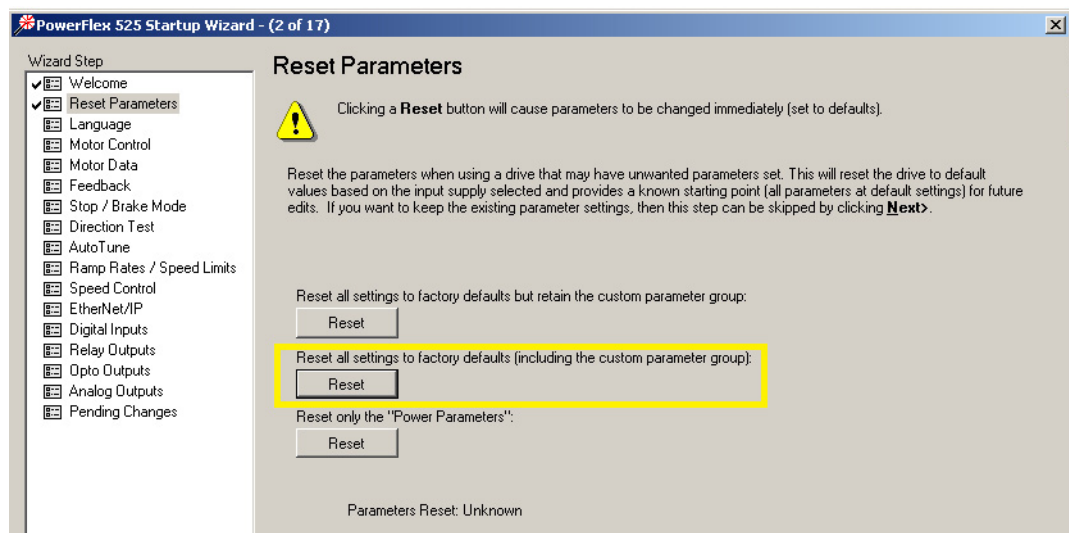 PowerFlex 525 Startup Wizard - (2 of 17)
Wizard Step
Welcome
Reset Parameters
Language
Motor Control
Motor Data
Feedback
Stop / Brake Mode
Direction Test
AutoTune
Ramp Rates / Speed Limits
Speed Control
EtherNet/IP
Digital Inputs
Relay Outputs
Opto Outputs
Analog Outputs
Pending Changes
Reset Parameters
Clicking a Reset button will cause parameters to be changed immediately (set to defaults).
Reset the parameters when using a drive that may have unwanted parameters set. This will reset the drive to default
values based on the input supply selected and provides a known starting point (all parameters at default settings) for future
edits. If you want to keep the existing parameter settings, then this step can be skipped by clicking Next>.
Reset all settings to factory defaults but retain the custom parameter group:
Reset
Reset all settings to factory defaults (including the custom parameter group):
Reset
Reset only the "Power Parameters":
Reset
Parameters Reset: Unknown